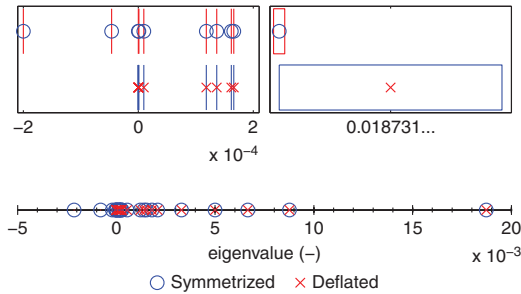 −2 0 2 0.018731...
x 10⁻⁴
−5 0 5 10 15 20
eigenvalue (−) x 10⁻³
Symmetrized Deflated